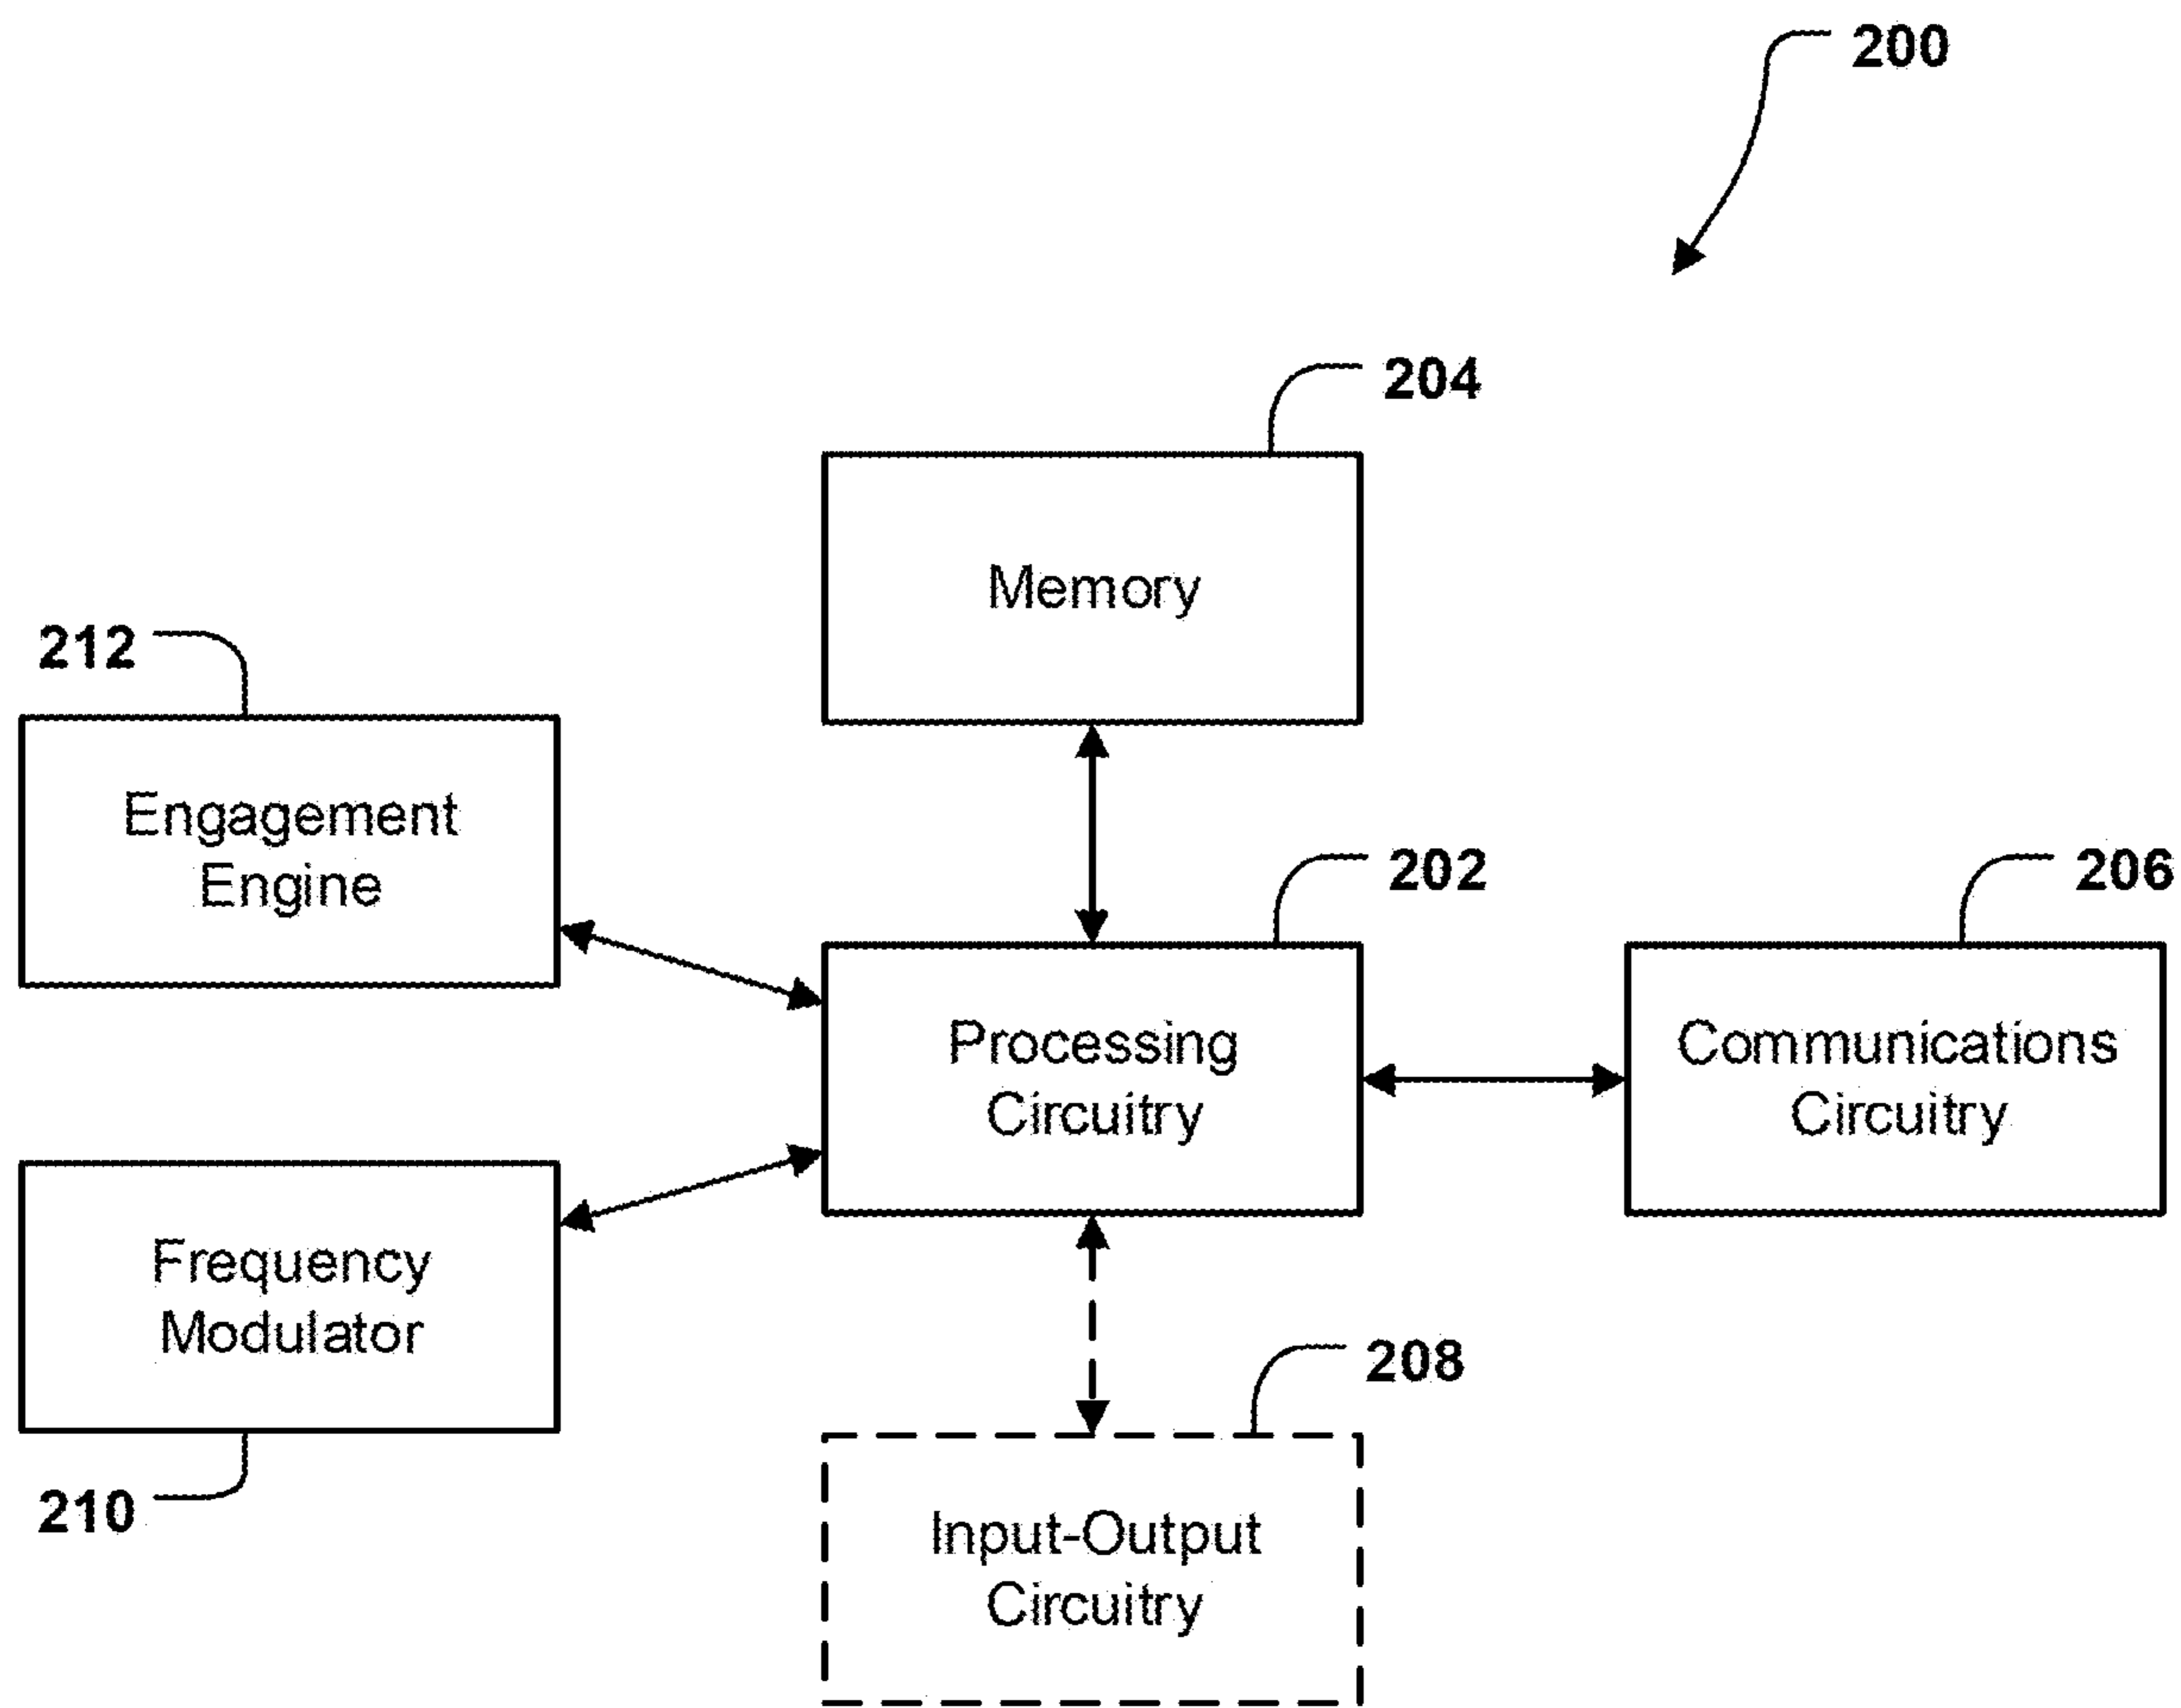 200
204
Memory
212
Engagement
Engine
202
206
Processing
Circuitry
Communications
Circuitry
Frequency
Modulator
210
208
Input-Output
Circuitry